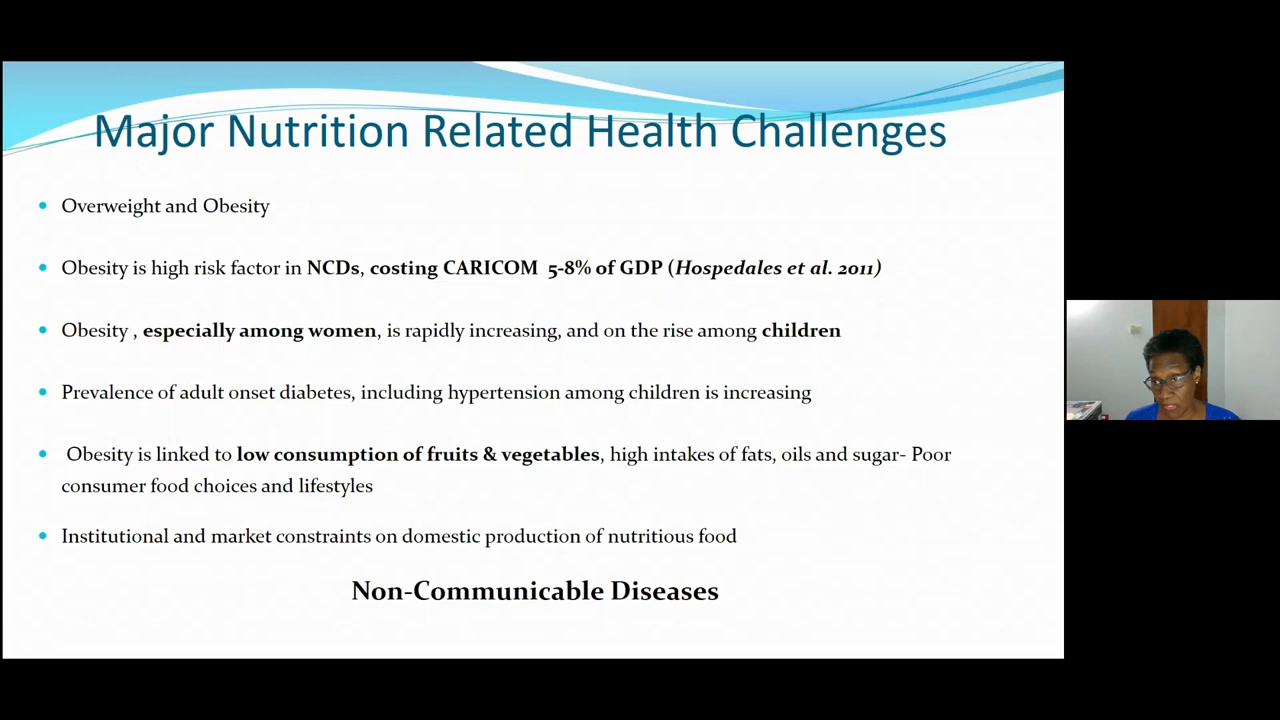 Major Nutrition Related Health Challenges
• Overweight and Obesity
• Obesity is high risk factor in NCDs, costing CARICOM 5-8% of GDP (Hospedales et al. 2011)
• Obesity , especially among women, is rapidly increasing, and on the rise among children
• Prevalence of adult onset diabetes, including hypertension among children is increasing
• Obesity is linked to low consumption of fruits & vegetables, high intakes of fats, oils and sugar- Poor
consumer food choices and lifestyles
• Institutional and market constraints on domestic production of nutritious food
Non-Communicable Diseases